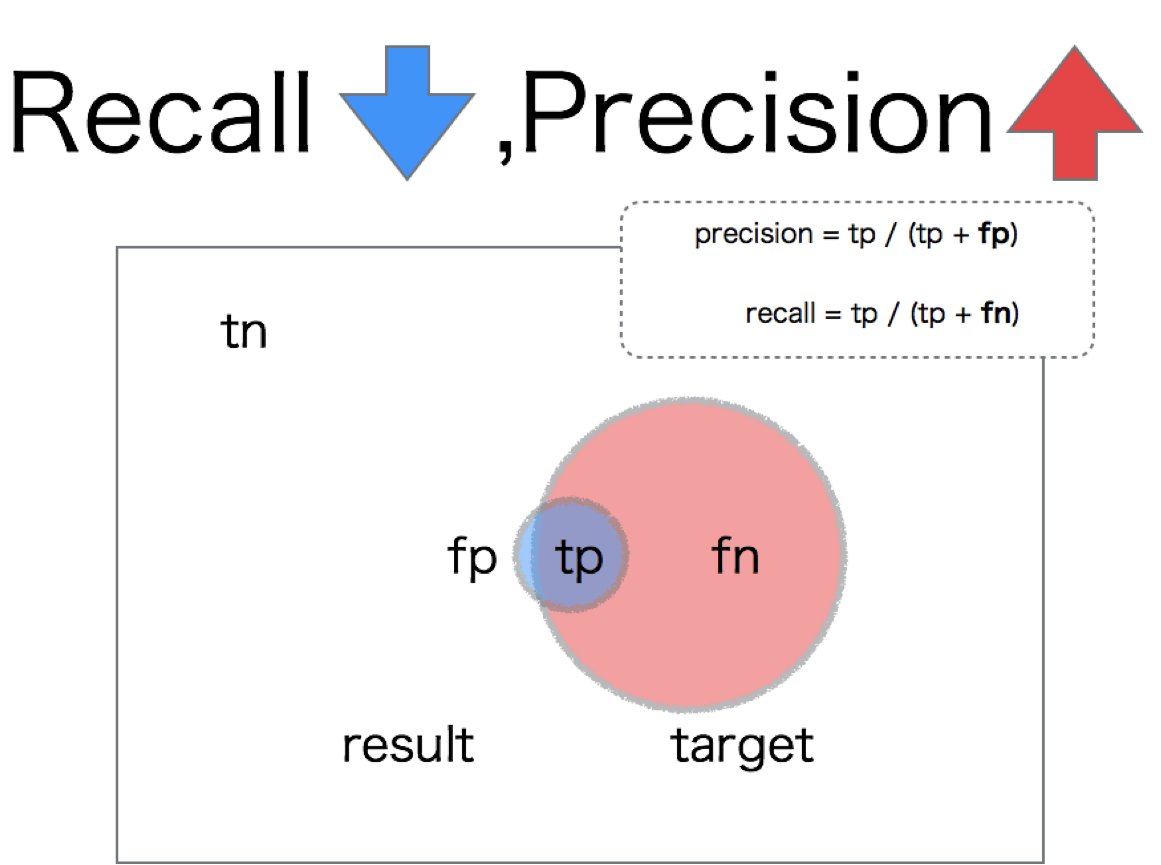 Recall ,Precision
precision = tp / (tp + fp)
recall = tp / (tp + fn)
tn
fp tp fn
result target